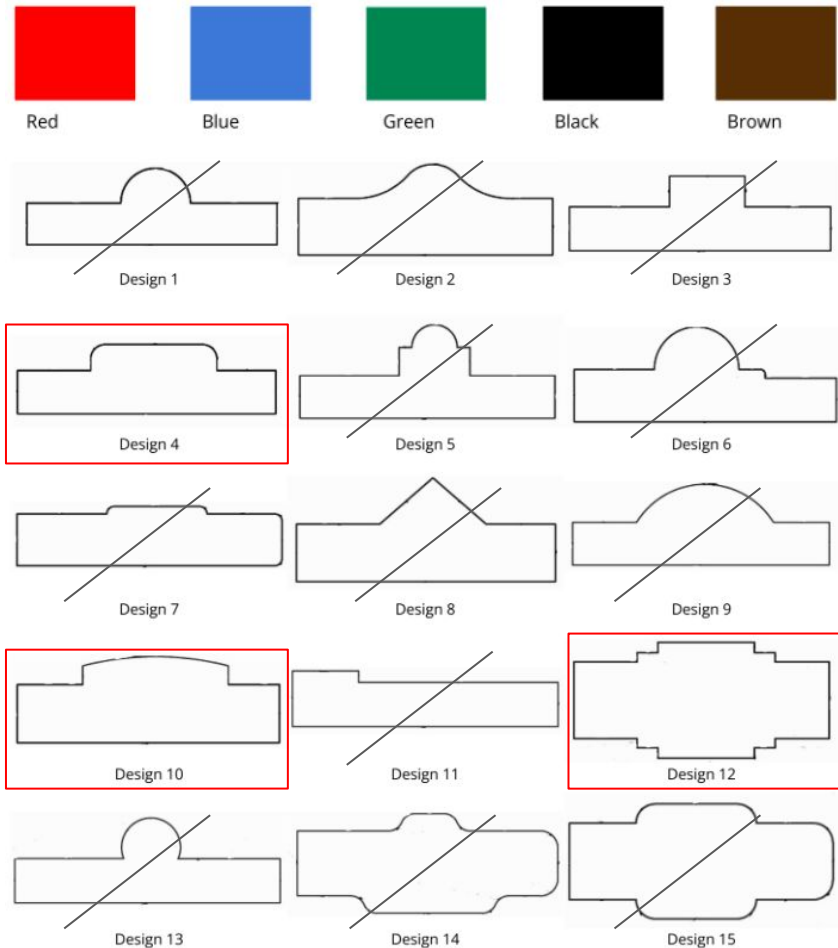 Red Blue Green Black Brown
Design 1 Design 2 Design 3
Design 4 Design 5 Design 6
Design 7 Design 8 Design 9
Design 10 Design 11 Design 12
Design 13 Design 14 Design 15